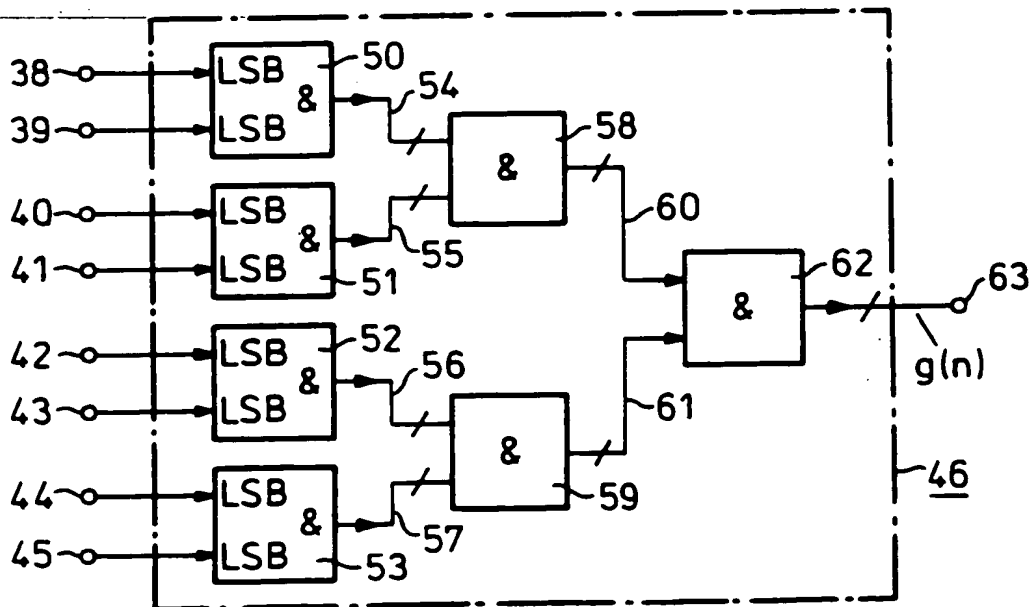 38 LSB 50
& 54
39 LSB 58
&
40 LSB 60
& 55
41 LSB 51 62 63
&
42 LSB 52 g(n)
& 56
43 LSB 61
&
44 LSB 59 46
& 57
45 LSB 53